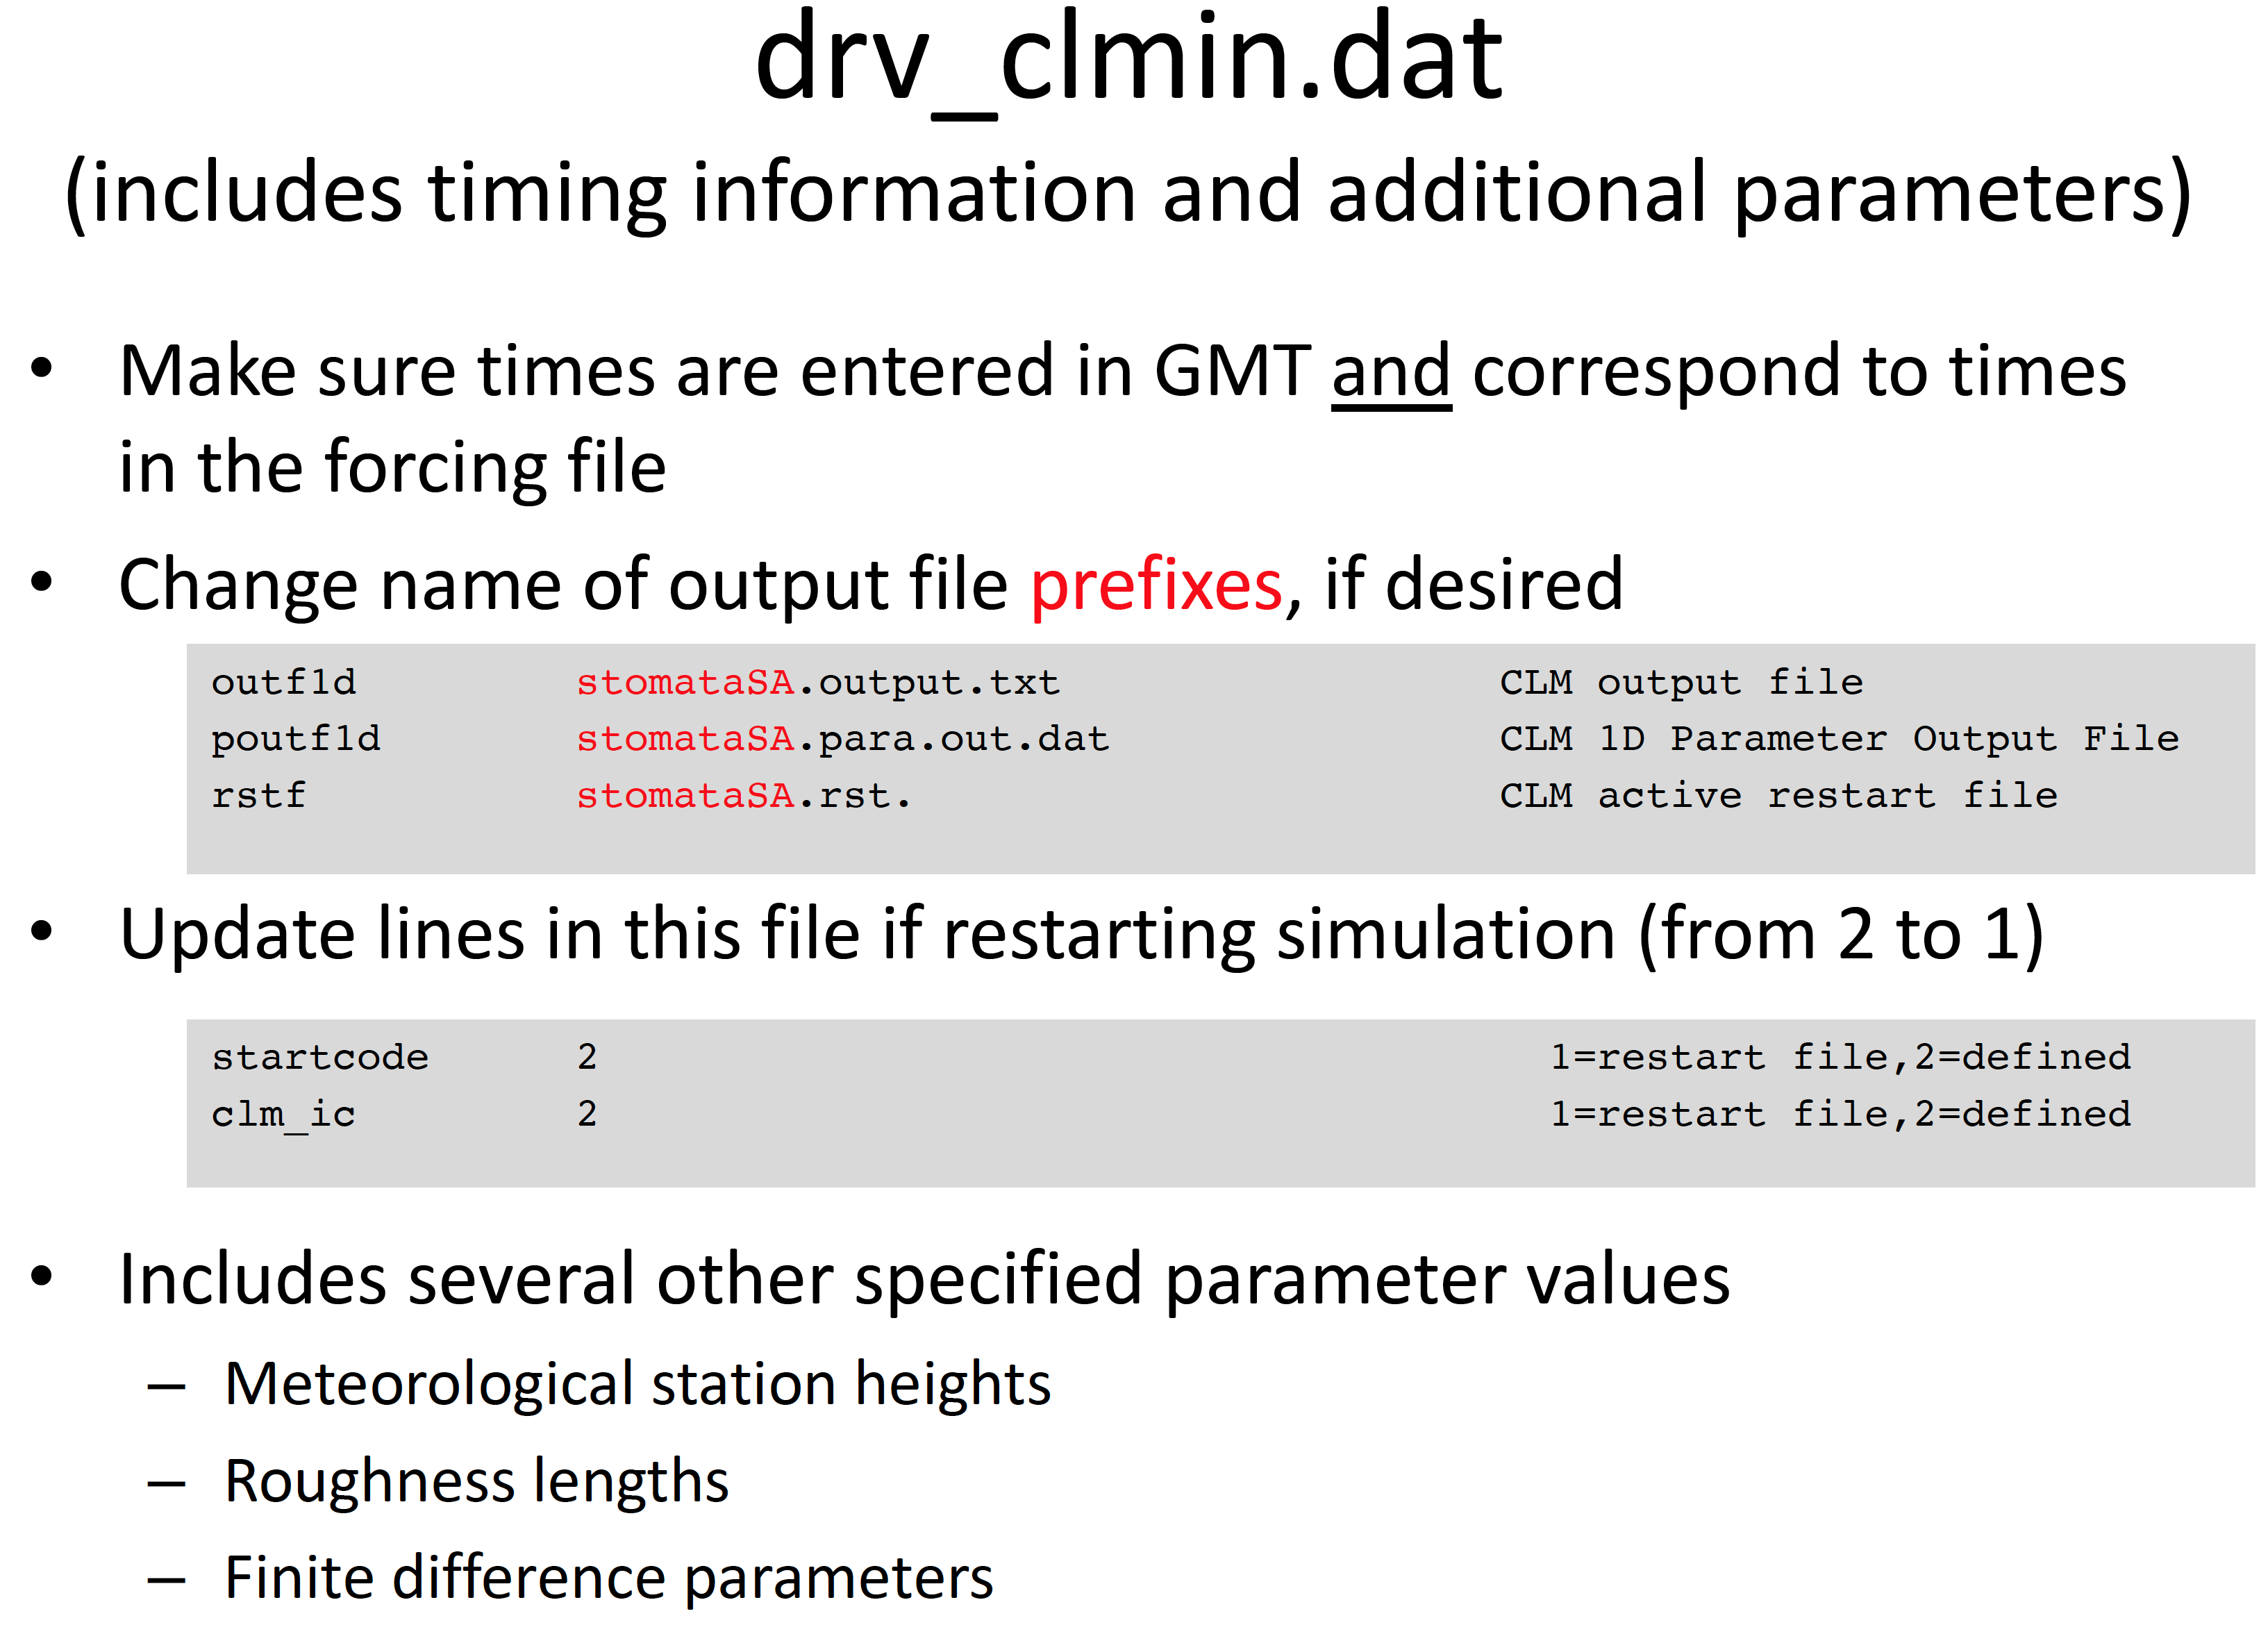 drv_clmin.dat
(includes timing information and additional parameters)
• Make sure times are entered in GMT and correspond to times
in the forcing file
• Change name of output file prefixes, if desired
outf1d stomataSA.output.txt CLM output file
poutf1d stomataSA.para.out.dat CLM 1D Parameter Output File
rstf stomataSA.rst. CLM active restart file
• Update lines in this file if restarting simulation (from 2 to 1)
startcode 2 1=restart file,2=defined
clm_ic 2 1=restart file,2=defined
• Includes several other specified parameter values
– Meteorological station heights
– Roughness lengths
– Finite difference parameters